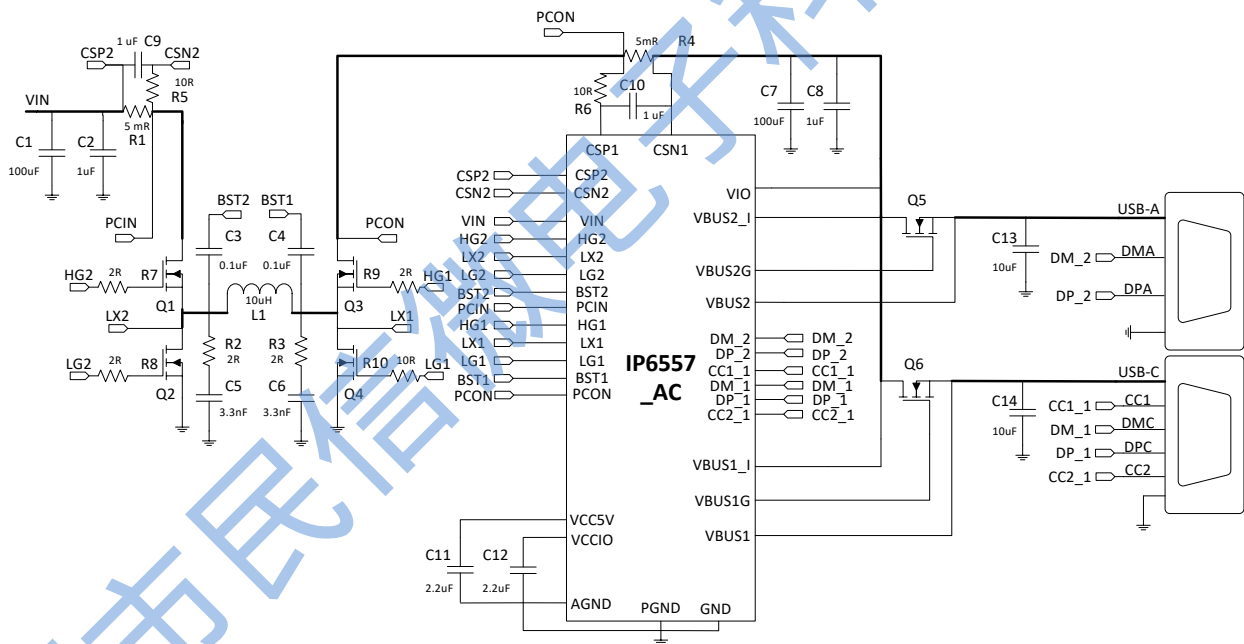 PCON
5mR
R4
1 uF
C9
CSP2
CSN2
10R
R5
VIN
5 mR
R1
C1
100uF
C2
1uF
10R
R6
C10
1 uF
C7
100uF
C8
1uF
CSP1
CSN1
BST2
BST1
PCIN
C3
0.1uF
C4
0.1uF
PCON
HG2
2R
R7
Q1
R9
2R
HG1
Q3
10uH
L1
LX2
LX1
LG2
2R
R8
Q2
R2
2R
R3
2R
R10
10R
LG1
Q4
C5
3.3nF
C6
3.3nF
CSP2 CSP2
CSN2 CSN2
VIN VIN
HG2 HG2
LX2 LX2
LG2 LG2
BST2 BST2
PCIN PCIN
HG1 HG1
LX1 LX1
LG1 LG1
BST1 BST1
PCON PCON
IP6557
_AC
VIO
VBUS2_I
VBUS2G
VBUS2
DM_2 DM_2
DP_2 DP_2
CC1_1 CC1_1
DM_1 DM_1
DP_1 DP_1
CC2_1 CC2_1
VBUS1_I
VBUS1G
VBUS1
VCC5V
VCCIO
AGND
PGND
GND
C11
2.2uF
C12
2.2uF
Q5
USB-A
C13
10uF
DM_2 DMA
DP_2 DPA
Q6
USB-C
C14
10uF
CC1_1 CC1
DM_1 DMC
DP_1 DPC
CC2_1 CC2
市民信微电子